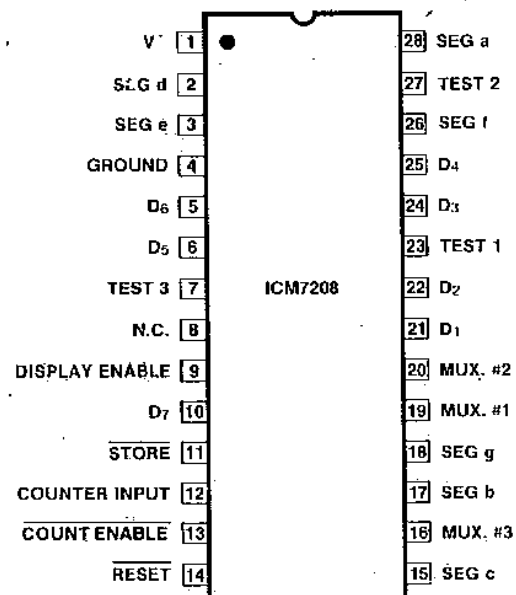 V+ 1
SEG d 2
SEG e 3
GROUND 4
D6 5
D5 6
TEST 3 7
N.C. 8
DISPLAY ENABLE 9
D7 10
STORE 11
COUNTER INPUT 12
COUNT ENABLE 13
RESET 14
ICM7208
28 SEG a
27 TEST 2
26 SEG f
25 D4
24 D3
23 TEST 1
22 D2
21 D1
20 MUX. #2
19 MUX. #1
18 SEG g
17 SEG b
16 MUX. #3
15 SEG c